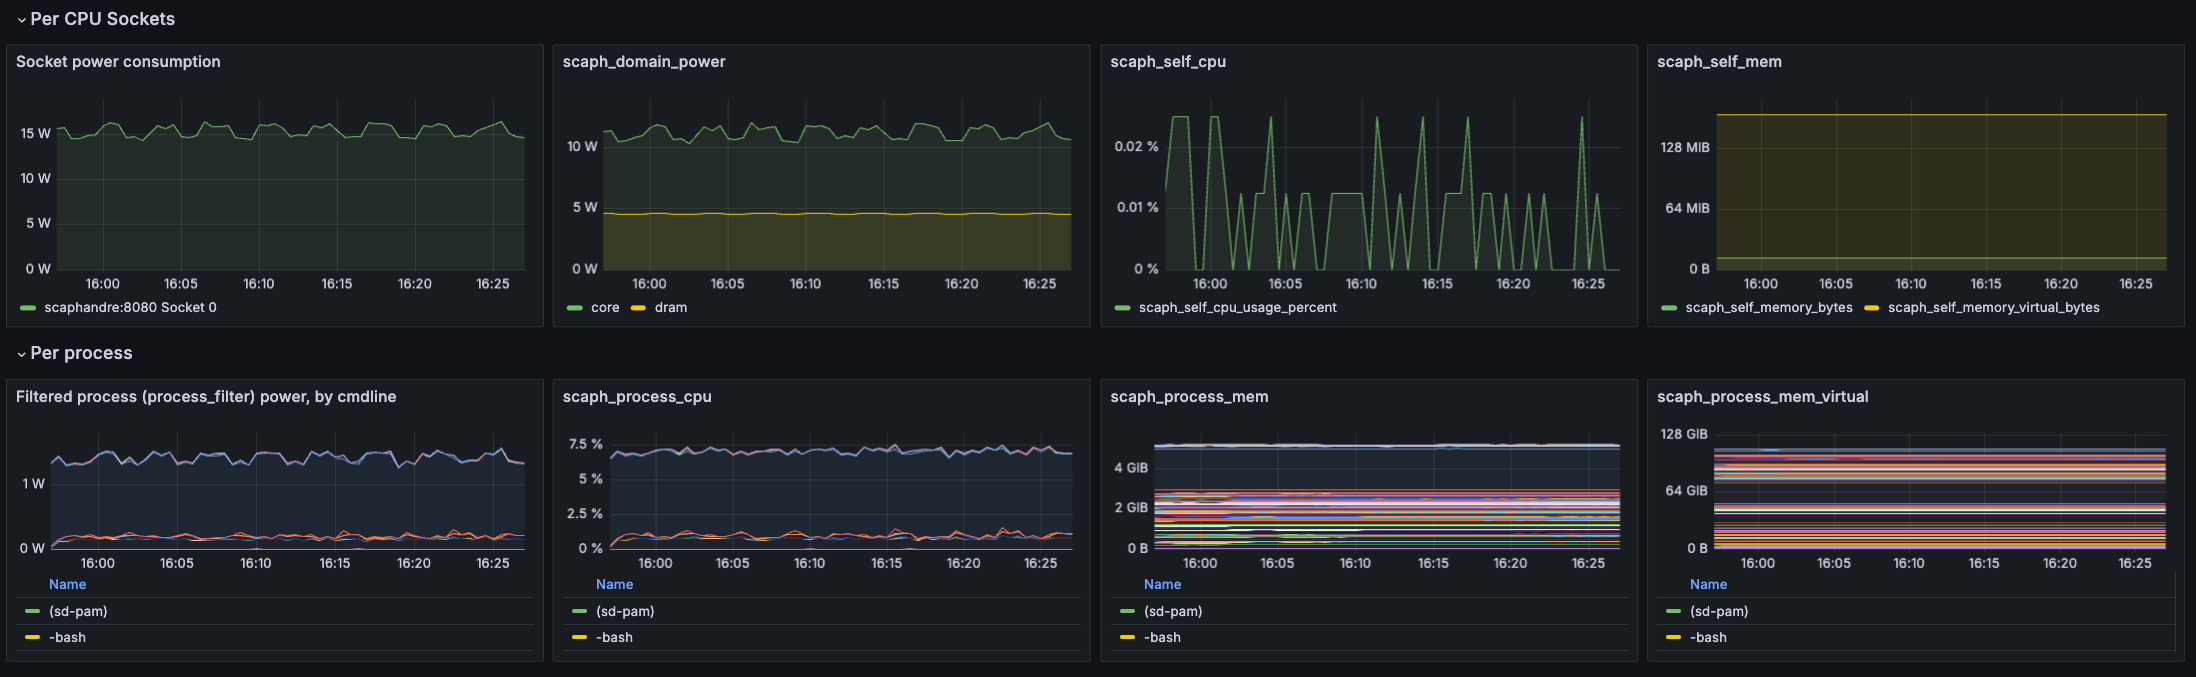 Per CPU Sockets
Socket power consumption
15 W
10 W
5 W
0 W
16:00 16:05 16:10 16:15 16:20 16:25
scaphandre:8080 Socket 0
scaph_domain_power
10 W
5 W
0 W
16:00 16:05 16:10 16:15 16:20 16:25
core dram
scaph_self_cpu
0.02 %
0.01 %
0 %
16:00 16:05 16:10 16:15 16:20 16:25
scaph_self_cpu_usage_percent
scaph_self_mem
128 MIB
64 MIB
0 B
16:00 16:05 16:10 16:15 16:20 16:25
scaph_self_memory_bytes scaph_self_memory_virtual_bytes
Per process
Filtered process (process_filter) power, by cmdline
1 W
0 W
16:00 16:05 16:10 16:15 16:20 16:25
Name
(sd-pam)
-bash
scaph_process_cpu
7.5 %
5 %
2.5 %
0 %
16:00 16:05 16:10 16:15 16:20 16:25
Name
(sd-pam)
-bash
scaph_process_mem
4 GIB
2 GIB
0 B
16:00 16:05 16:10 16:15 16:20 16:25
Name
(sd-pam)
-bash
scaph_process_mem_virtual
128 GIB
64 GIB
0 B
16:00 16:05 16:10 16:15 16:20 16:25
Name
(sd-pam)
-bash